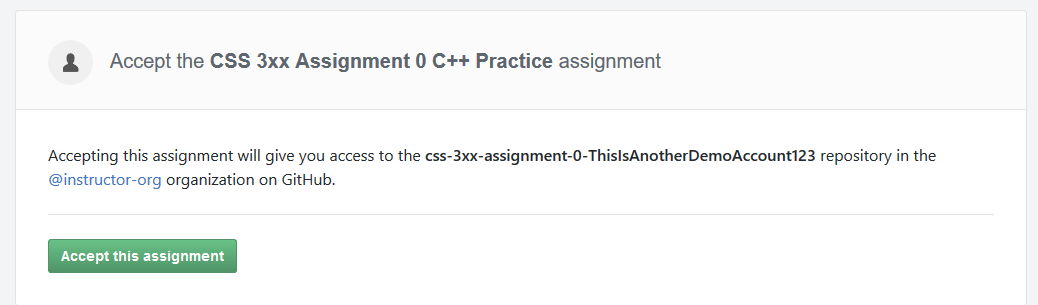 Accept the CSS 3xx Assignment 0 C++ Practice assignment
Accepting this assignment will give you access to the css-3xx-assignment-0-ThisIsAnotherDemoAccount123 repository in the
@instructor-org organization on GitHub.
Accept this assignment